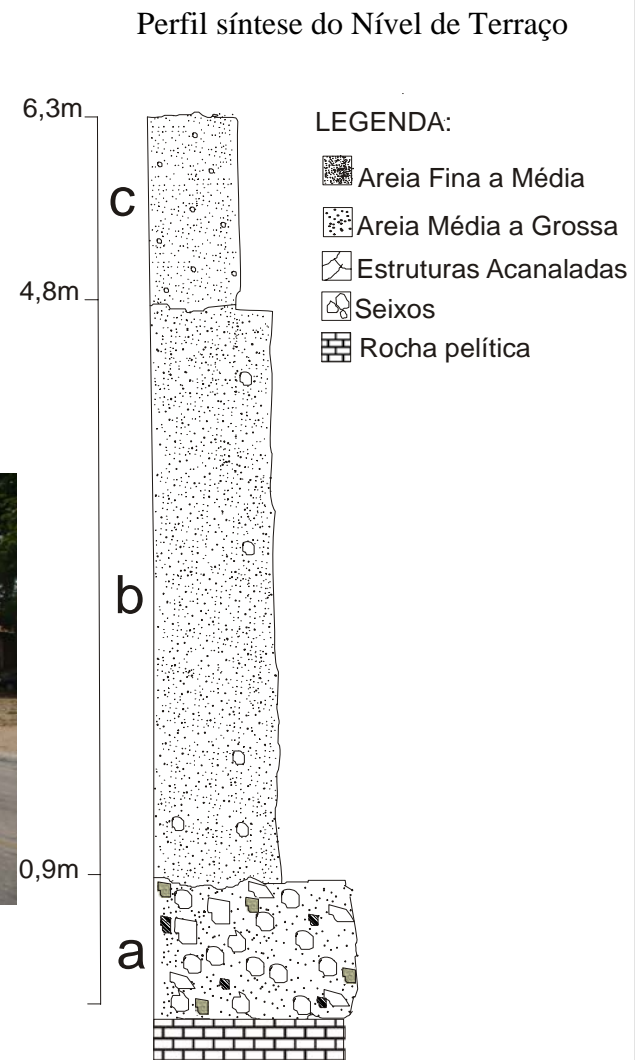 Perfil síntese do Nível de Terraço
6,3m
LEGENDA:
Areia Fina a Média
c
Areia Média a Grossa
Estruturas Acanaladas
4,8m
Seixos
Rocha pelítica
b
0,9m
a